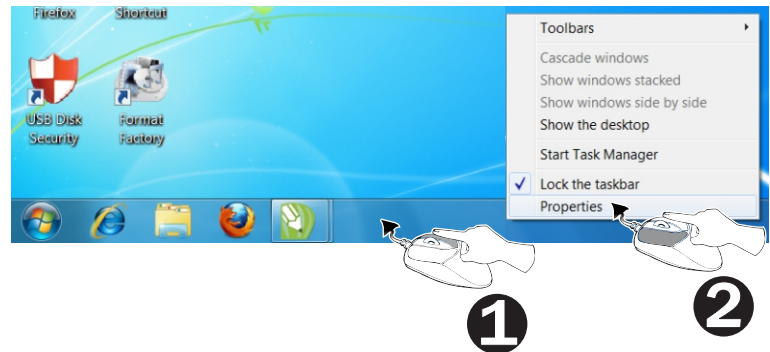 Firefox
Shortcut
USB Disk
Security
Format
Factory
Toolbars
Cascade windows
Show windows stacked
Show windows side by side
Show the desktop
Start Task Manager
Lock the taskbar
Properties
1
2